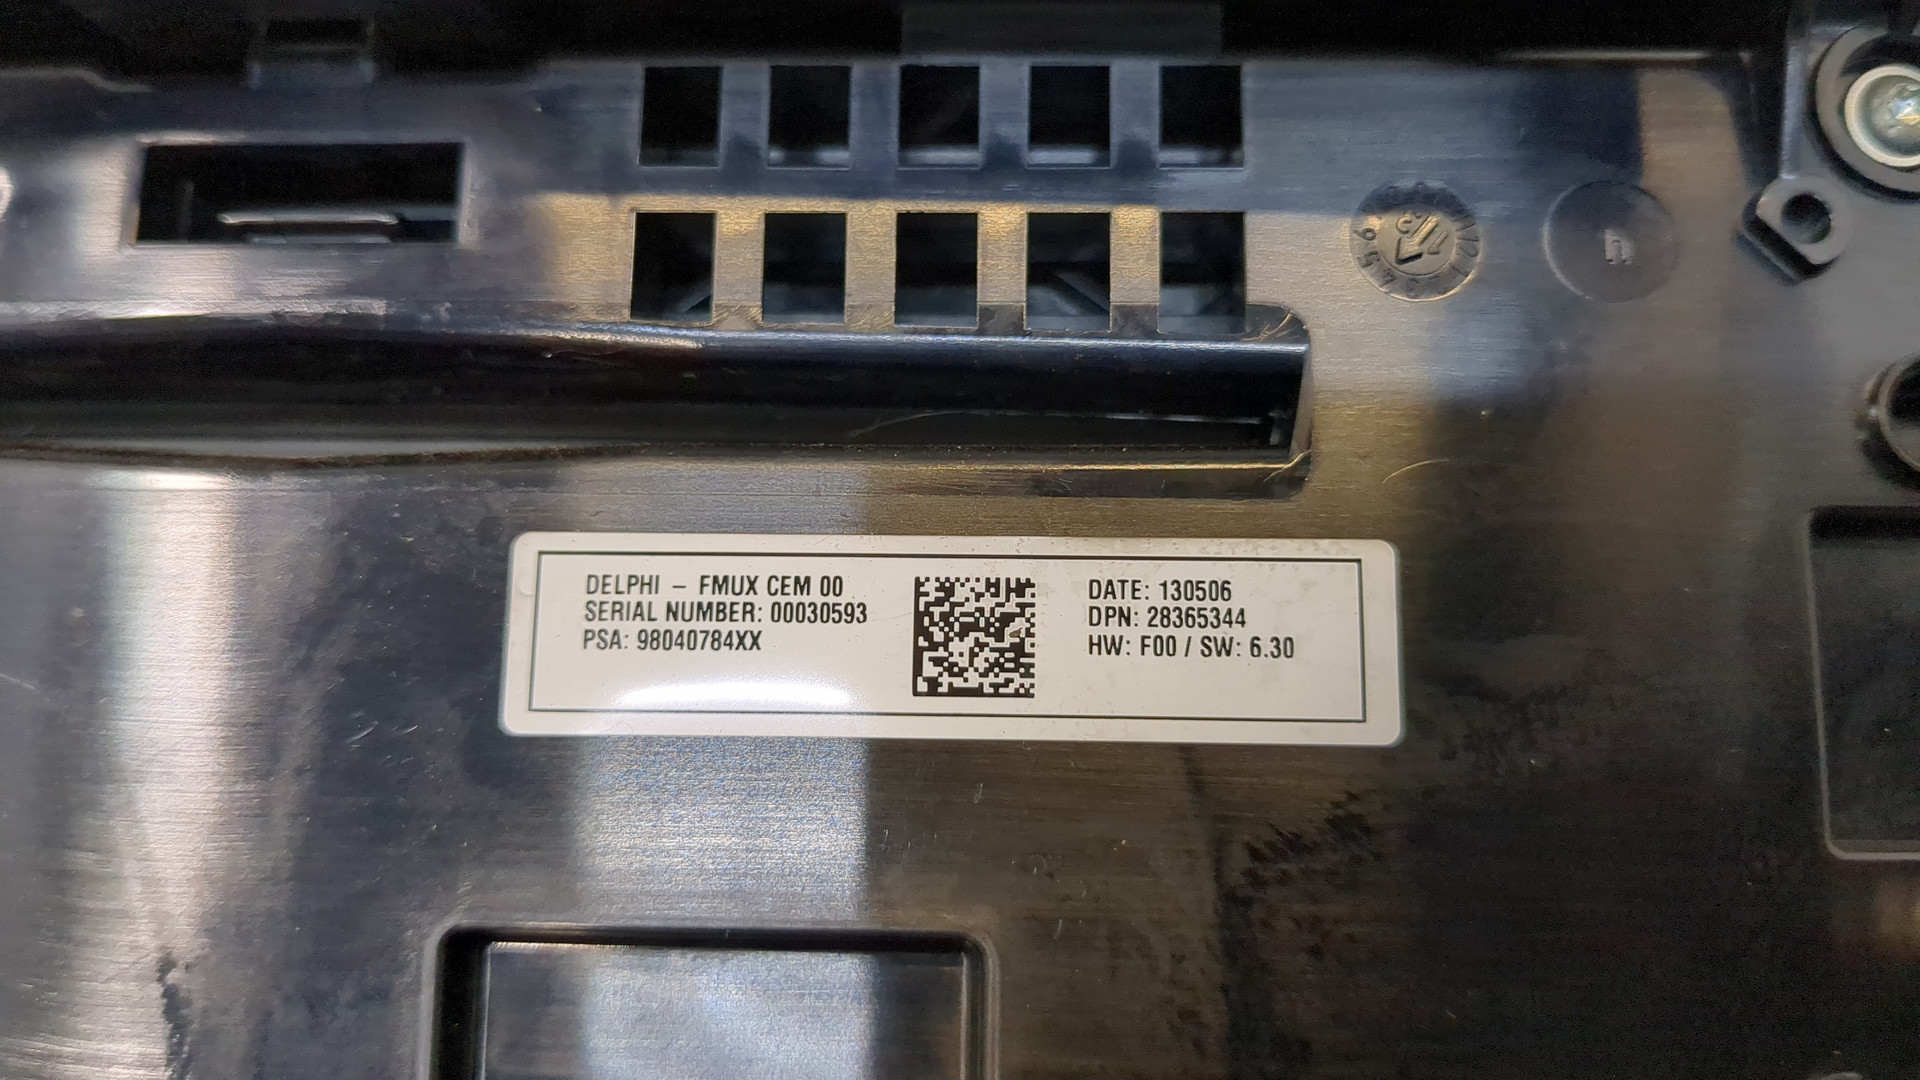 DELPHI – FMUX CEM 00
SERIAL NUMBER: 00030593
PSA: 98040784XX
DATE: 130506
DPN: 28365344
HW: F00 / SW: 6.30